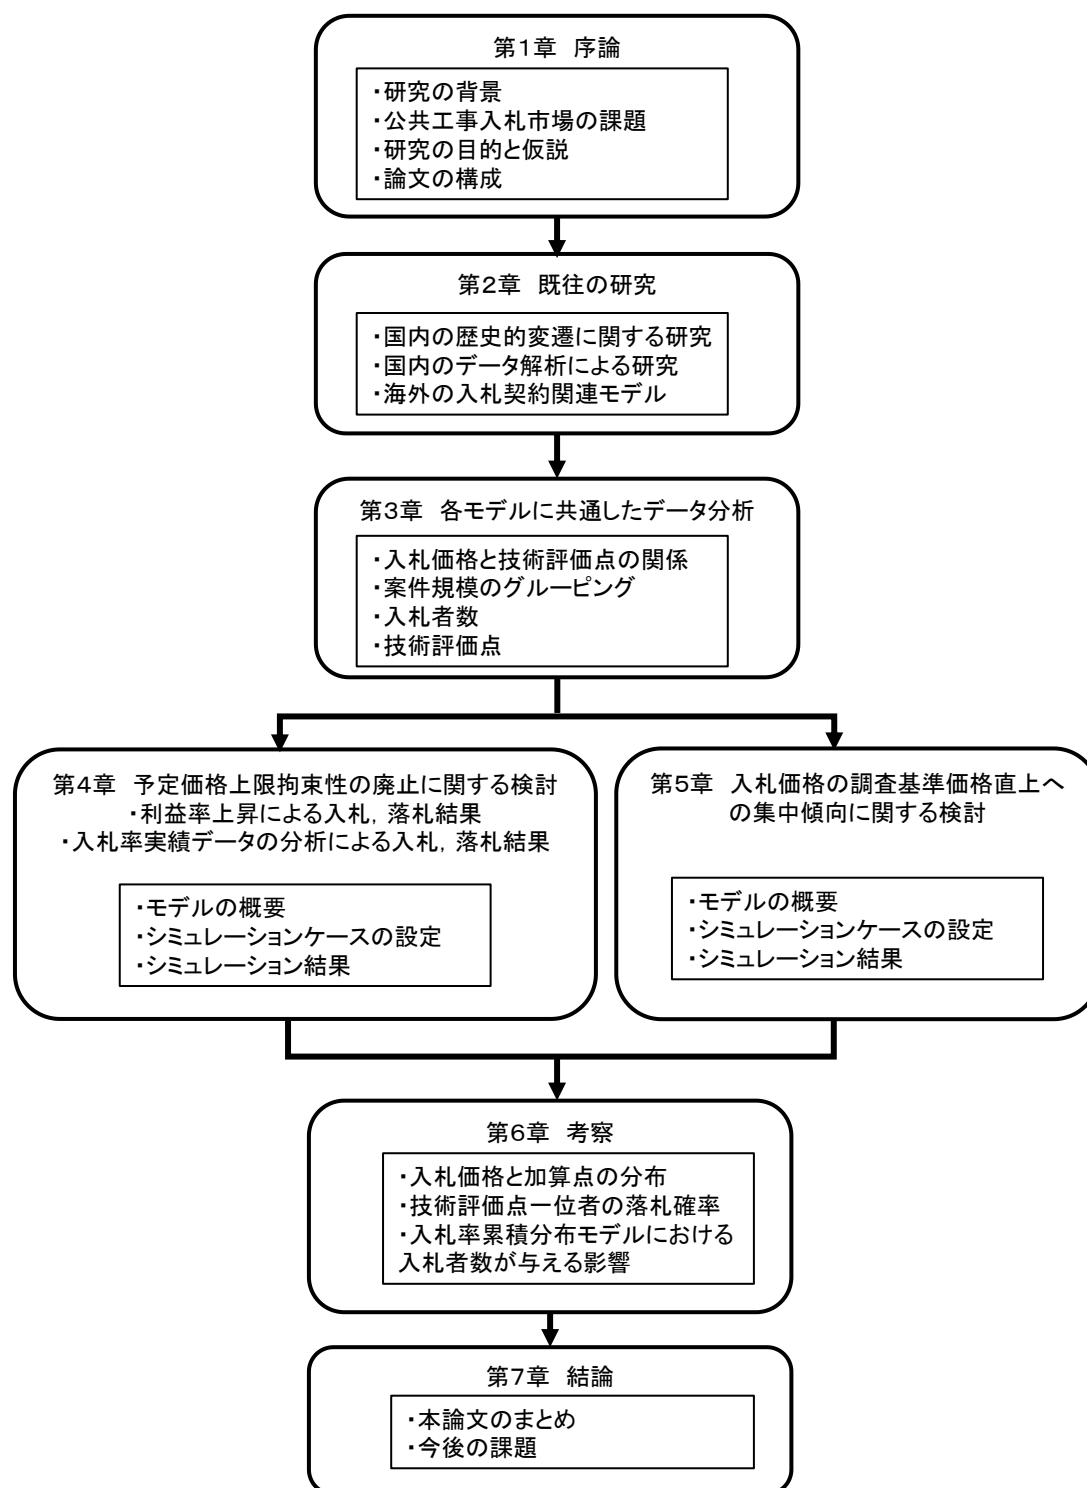 第1章 序論
・研究の背景
・公共工事入札市場の課題
・研究の目的と仮説
・論文の構成
第2章 既往の研究
・国内の歴史的変遷に関する研究
・国内のデータ解析による研究
・海外の入札契約関連モデル
第3章 各モデルに共通したデータ分析
・入札価格と技術評価点の関係
・案件規模のグルーピング
・入札者数
・技術評価点
第4章 予定価格上限拘束性の廃止に関する検討
・利益率上昇による入札，落札結果
・入札率実績データの分析による入札，落札結果
・モデルの概要
・シミュレーションケースの設定
・シミュレーション結果
第5章 入札価格の調査基準価格直上へ
の集中傾向に関する検討
・モデルの概要
・シミュレーションケースの設定
・シミュレーション結果
第6章 考察
・入札価格と加算点の分布
・技術評価点一位者の落札確率
・入札率累積分布モデルにおける
入札者数が与える影響
第7章 結論
・本論文のまとめ
・今後の課題